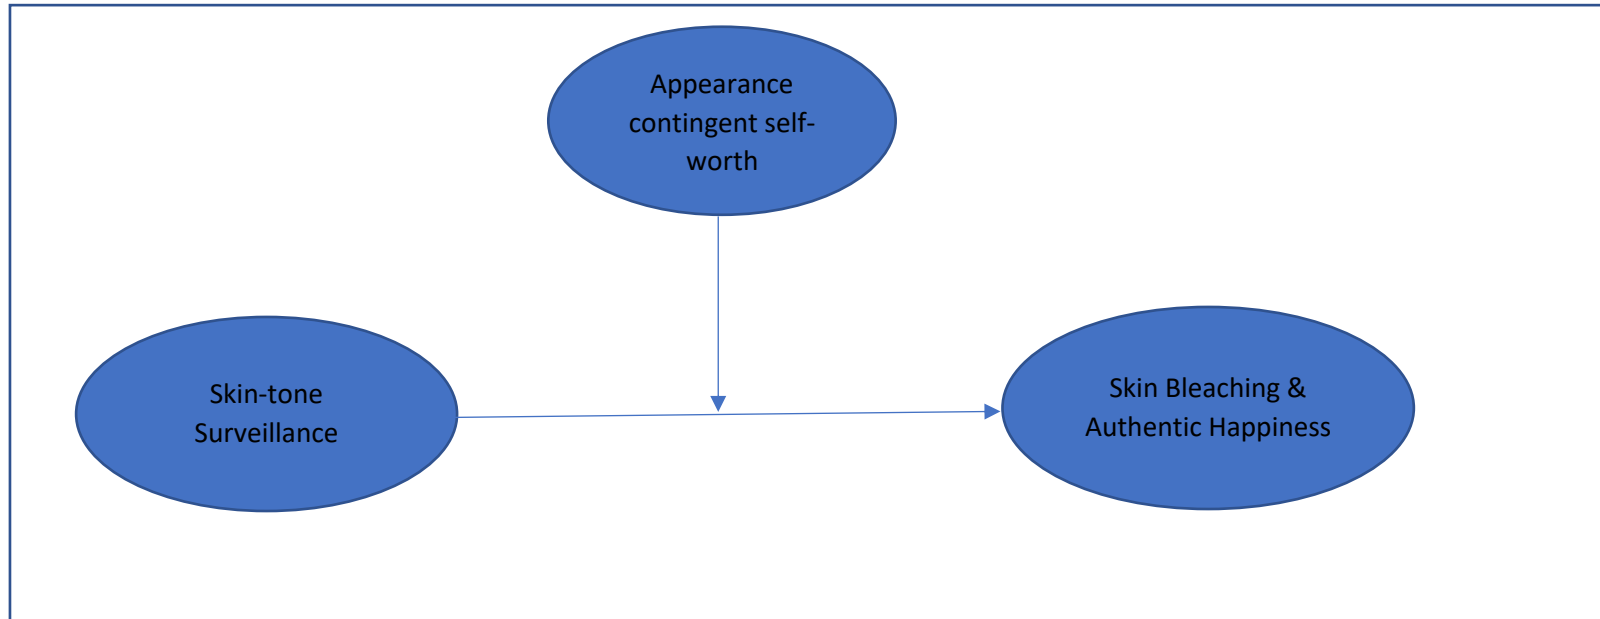 Appearance
contingent self-
worth
Skin-tone
Surveillance
Skin Bleaching &
Authentic Happiness